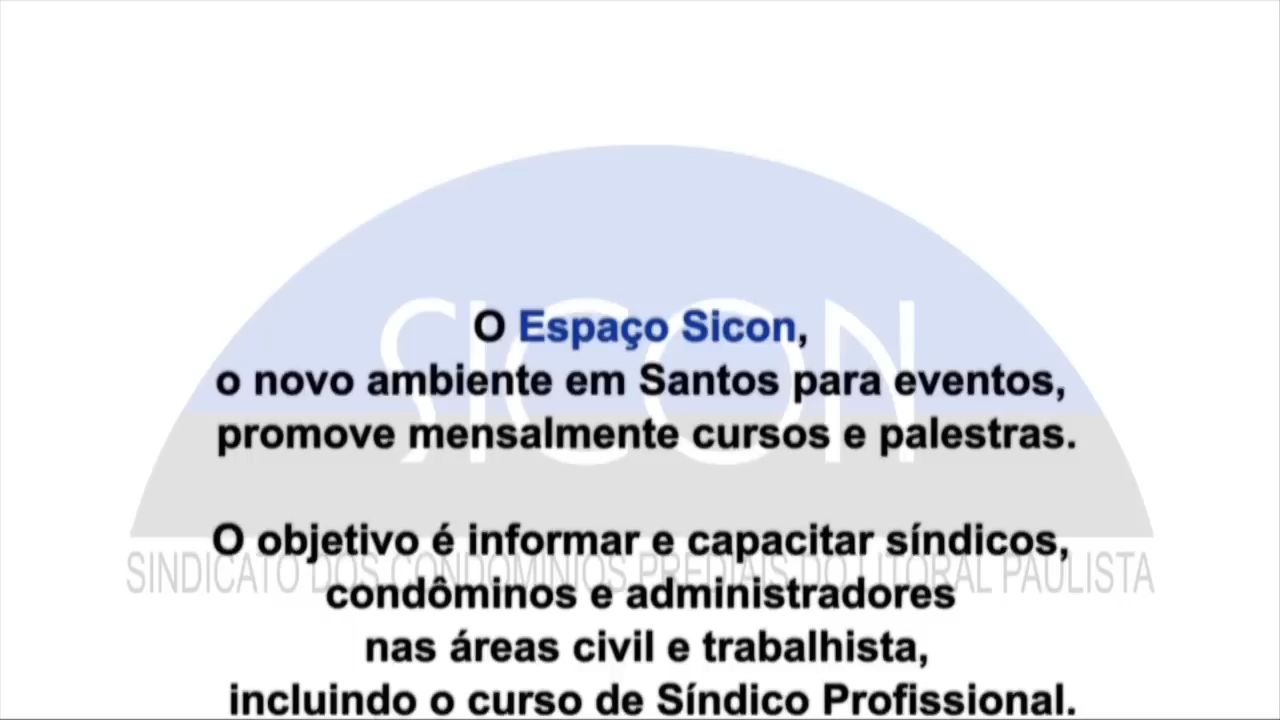 SICON
O Espaço Sicon,
o novo ambiente em Santos para eventos,
promove mensalmente cursos e palestras.
O objetivo é informar e capacitar síndicos,
SINDICATO DOS CONDOMÍNIOS PREDIAIS DO LITORAL PAULISTA
condôminos e administradores
nas áreas civil e trabalhista,
incluindo o curso de Síndico Profissional.